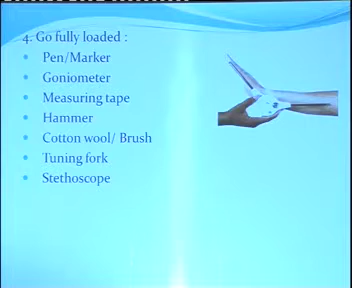 4. Go fully loaded :
Pen/Marker
Goniometer
Measuring tape
Hammer
Cotton wool/ Brush
Tuning fork
Stethoscope